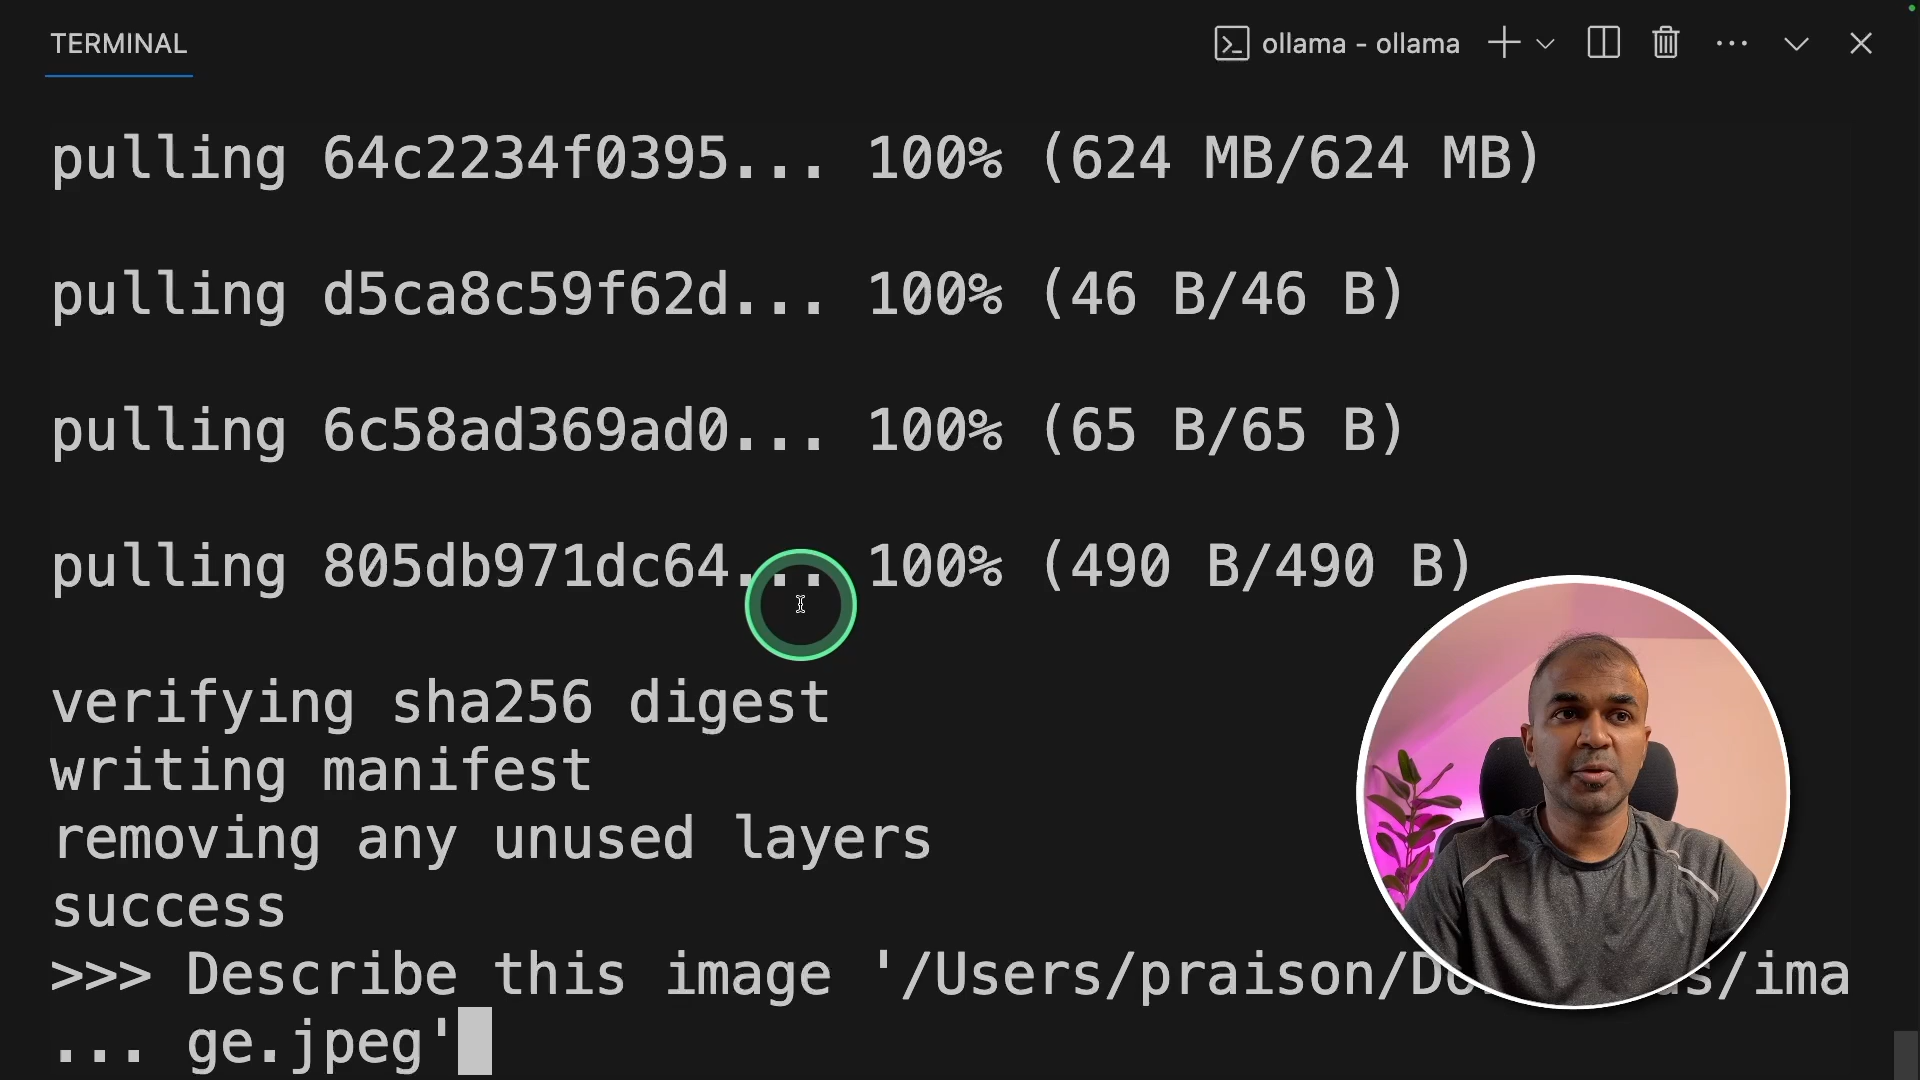 TERMINAL
ollama - ollama
pulling 64c2234f0395... 100% (624 MB/624 MB)
pulling d5ca8c59f62d... 100% (46 B/46 B)
pulling 6c58ad369ad0... 100% (65 B/65 B)
pulling 805db971dc64... 100% (490 B/490 B)
verifying sha256 digest
writing manifest
removing any unused layers
success
>>> Describe this image '/Users/praison/Do s/ima
... ge.jpeg'